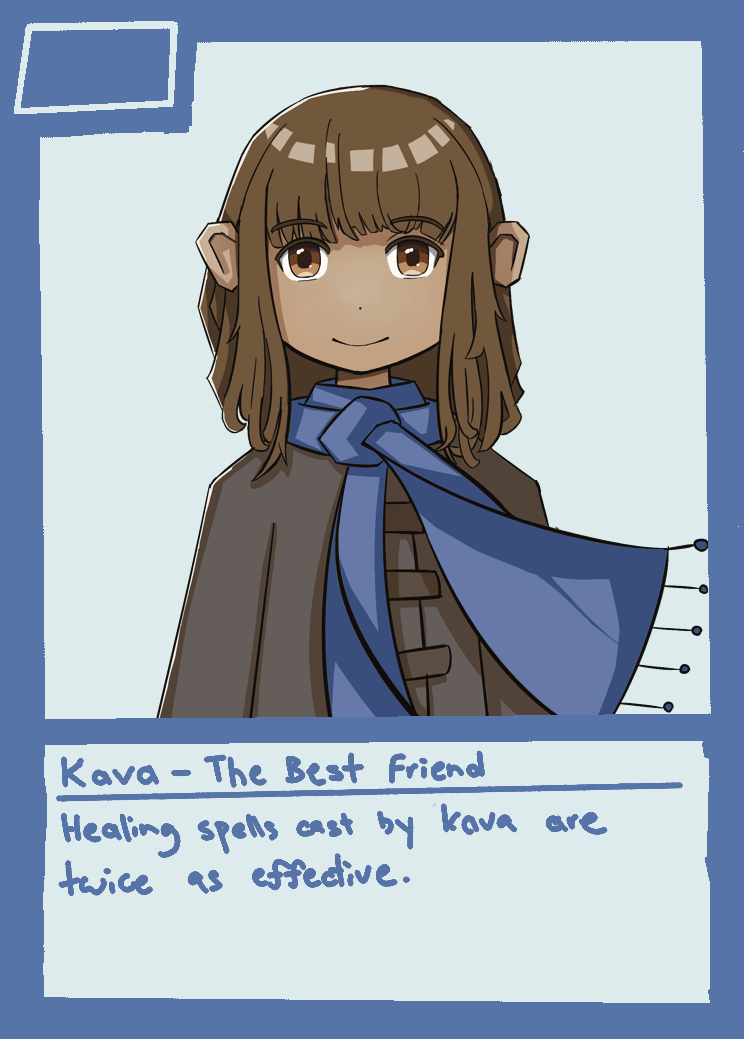 Kava - The Best Friend
Healing spells cast by Kava are
twice as effective.